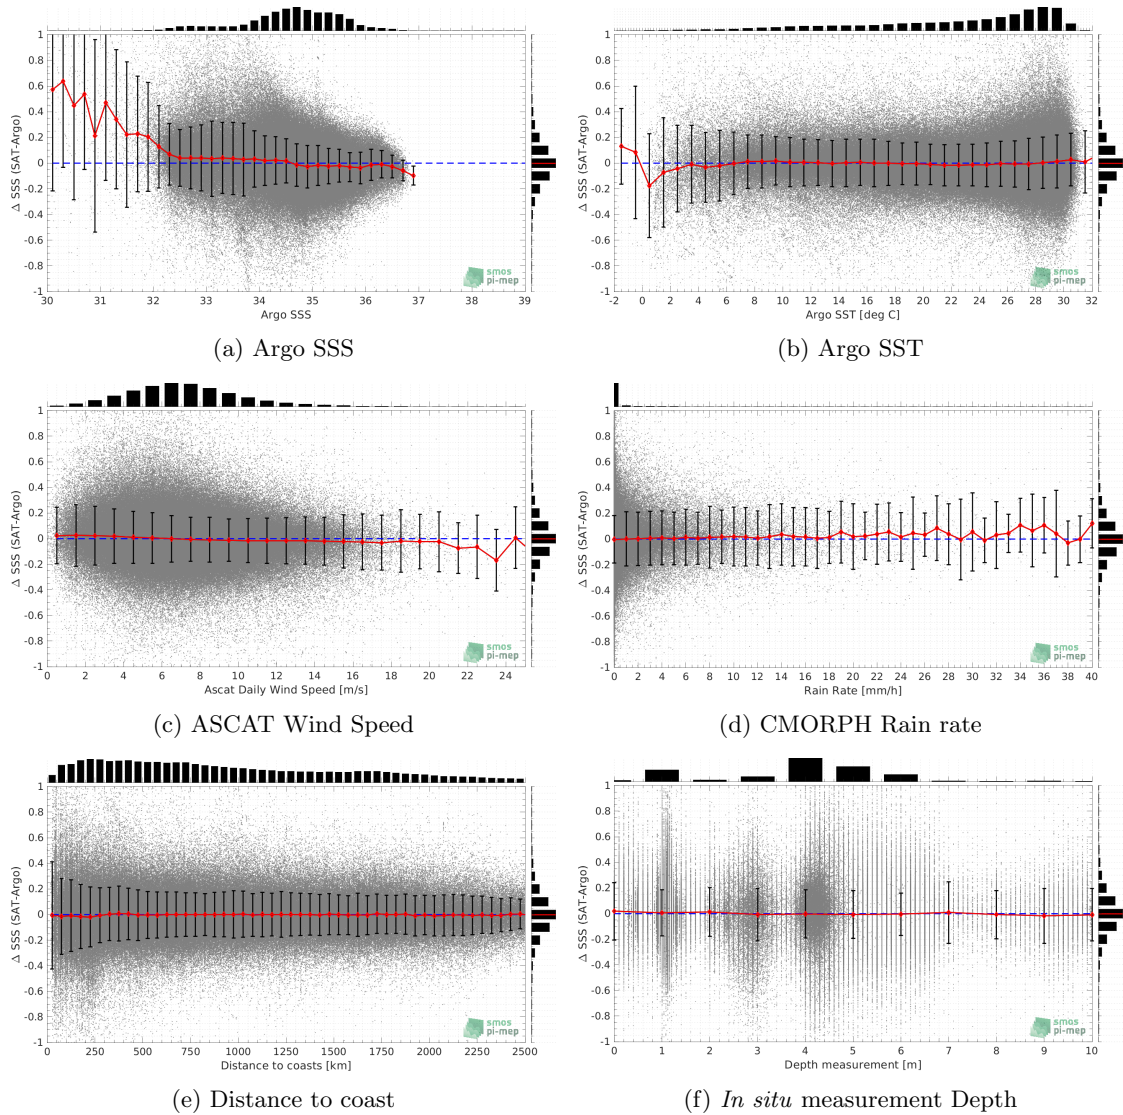 Δ SSS (SAT-Argo)
1
0.8
0.6
0.4
0.2
0
-0.2
-0.4
-0.6
-0.8
-1
30 31 32 33 34 35 36 37 38 39
Argo SSS
smos
pi-mep
(a) Argo SSS
Δ SSS (SAT-Argo)
1
0.8
0.6
0.4
0.2
0
-0.2
-0.4
-0.6
-0.8
-1
-2 0 2 4 6 8 10 12 14 16 18 20 22 24 26 28 30 32
Argo SST [deg C]
smos
pi-mep
(b) Argo SST
Δ SSS (SAT-Argo)
1
0.8
0.6
0.4
0.2
0
-0.2
-0.4
-0.6
-0.8
-1
0 2 4 6 8 10 12 14 16 18 20 22 24
Ascat Daily Wind Speed [m/s]
smos
pi-mep
(c) ASCAT Wind Speed
Δ SSS (SAT-Argo)
1
0.8
0.6
0.4
0.2
0
-0.2
-0.4
-0.6
-0.8
-1
0 2 4 6 8 10 12 14 16 18 20 22 24 26 28 30 32 34 36 38 40
Rain Rate [mm/h]
smos
pi-mep
(d) CMORPH Rain rate
Δ SSS (SAT-Argo)
1
0.8
0.6
0.4
0.2
0
-0.2
-0.4
-0.6
-0.8
-1
0 250 500 750 1000 1250 1500 1750 2000 2250 2500
Distance to coasts [km]
smos
pi-mep
(e) Distance to coast
Δ SSS (SAT-Argo)
1
0.8
0.6
0.4
0.2
0
-0.2
-0.4
-0.6
-0.8
-1
0 1 2 3 4 5 6 7 8 9 10
Depth measurement [m]
smos
pi-mep
(f) In situ measurement Depth